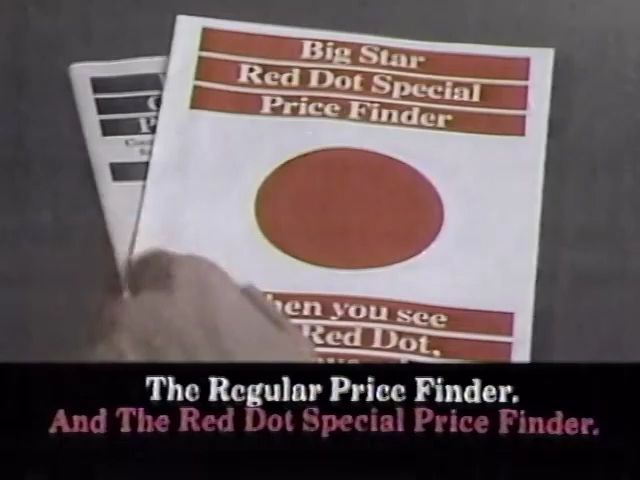 Big Star
Red Dot Special
Price Finder
hen you see
Red Dot,
The Regular Price Finder.
And The Red Dot Special Price Finder.